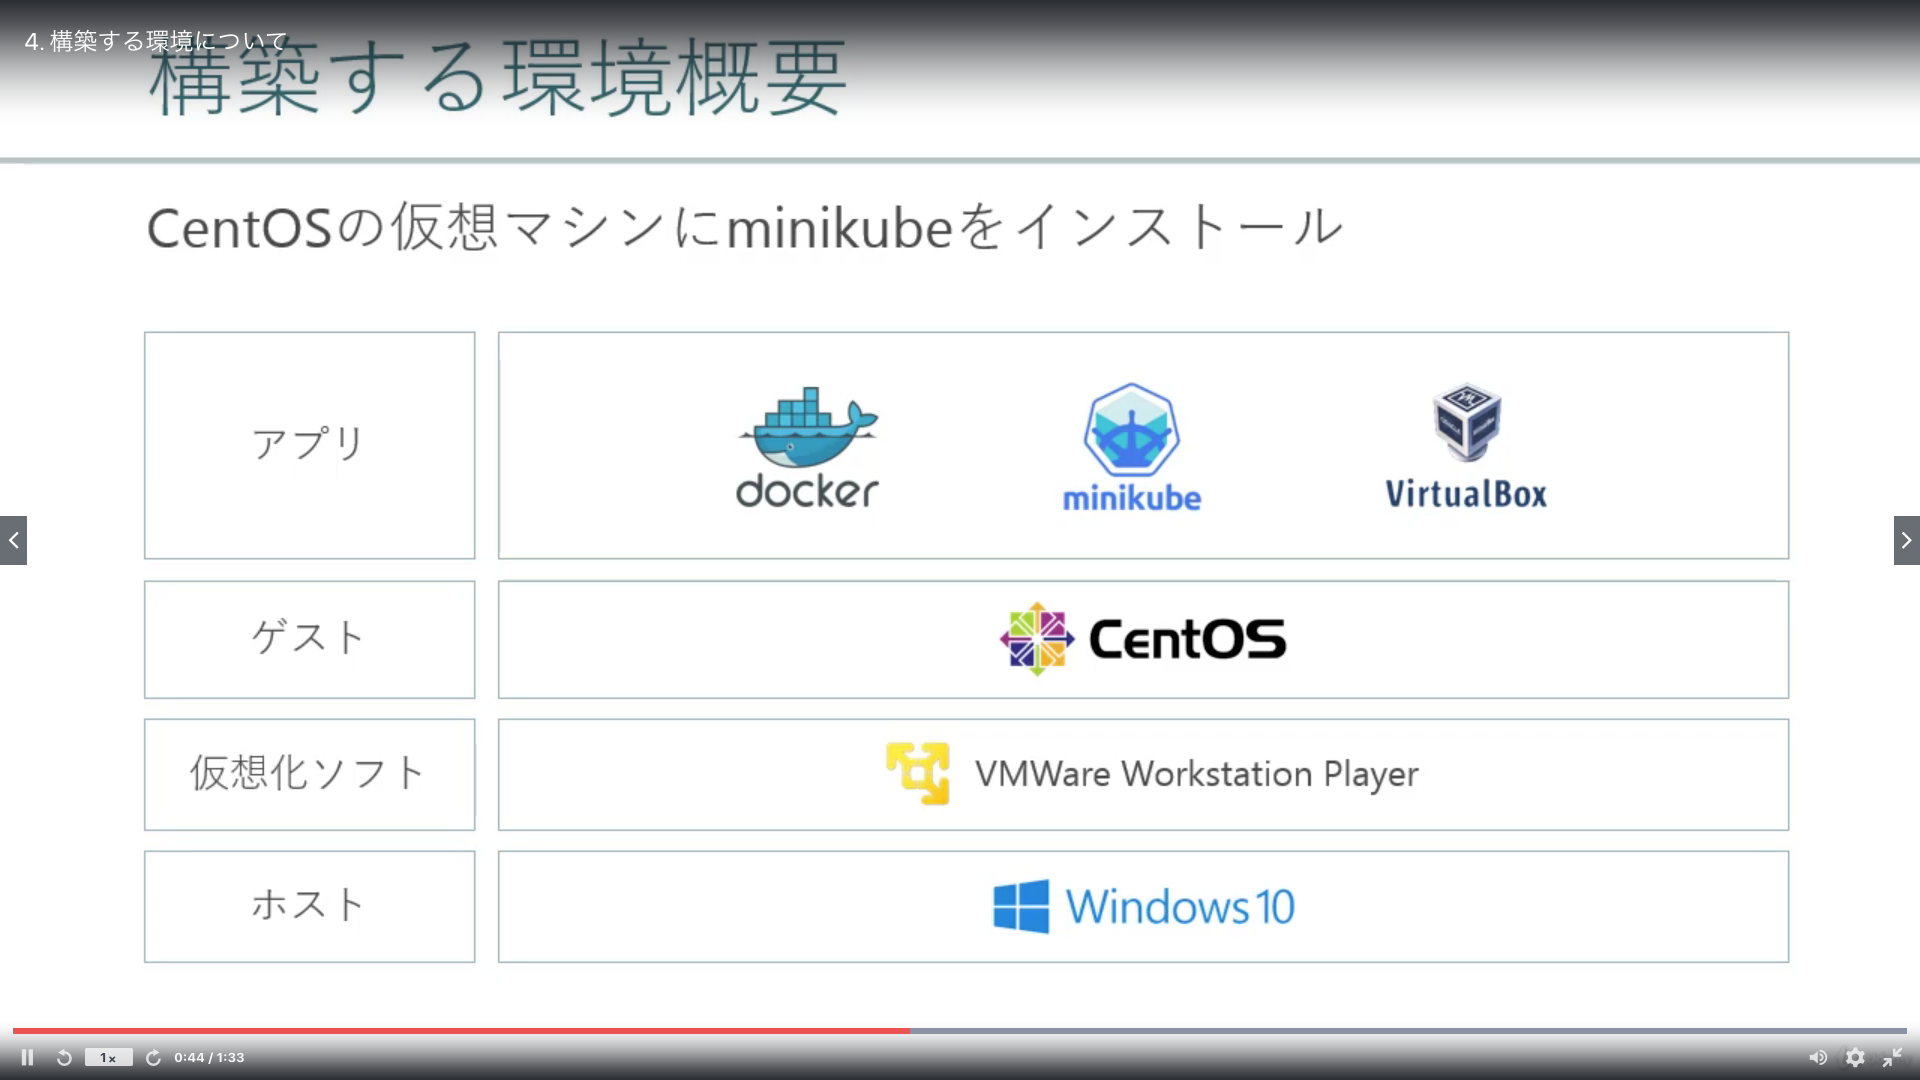 4. 構築する環境について
構築する環境概要
CentOSの仮想マシンにminikubeをインストール
アプリ
docker
minikube
VirtualBox
ゲスト
CentOS
仮想化ソフト
VMWare Workstation Player
ホスト
Windows 10
1x
0:44 / 1:33